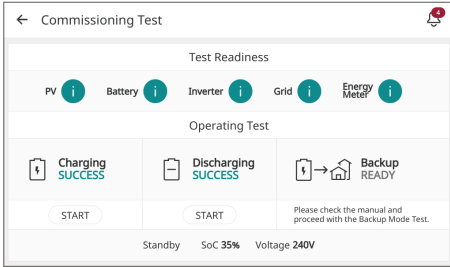 Commissioning Test
4
Test Readiness
PV i Battery i Inverter i Grid i Energy Meter i
Operating Test
Charging
SUCCESS
Discharging
SUCCESS
Backup
READY
START
START
Please check the manual and
proceed with the Backup Mode Test.
Standby SoC 35% Voltage 240V